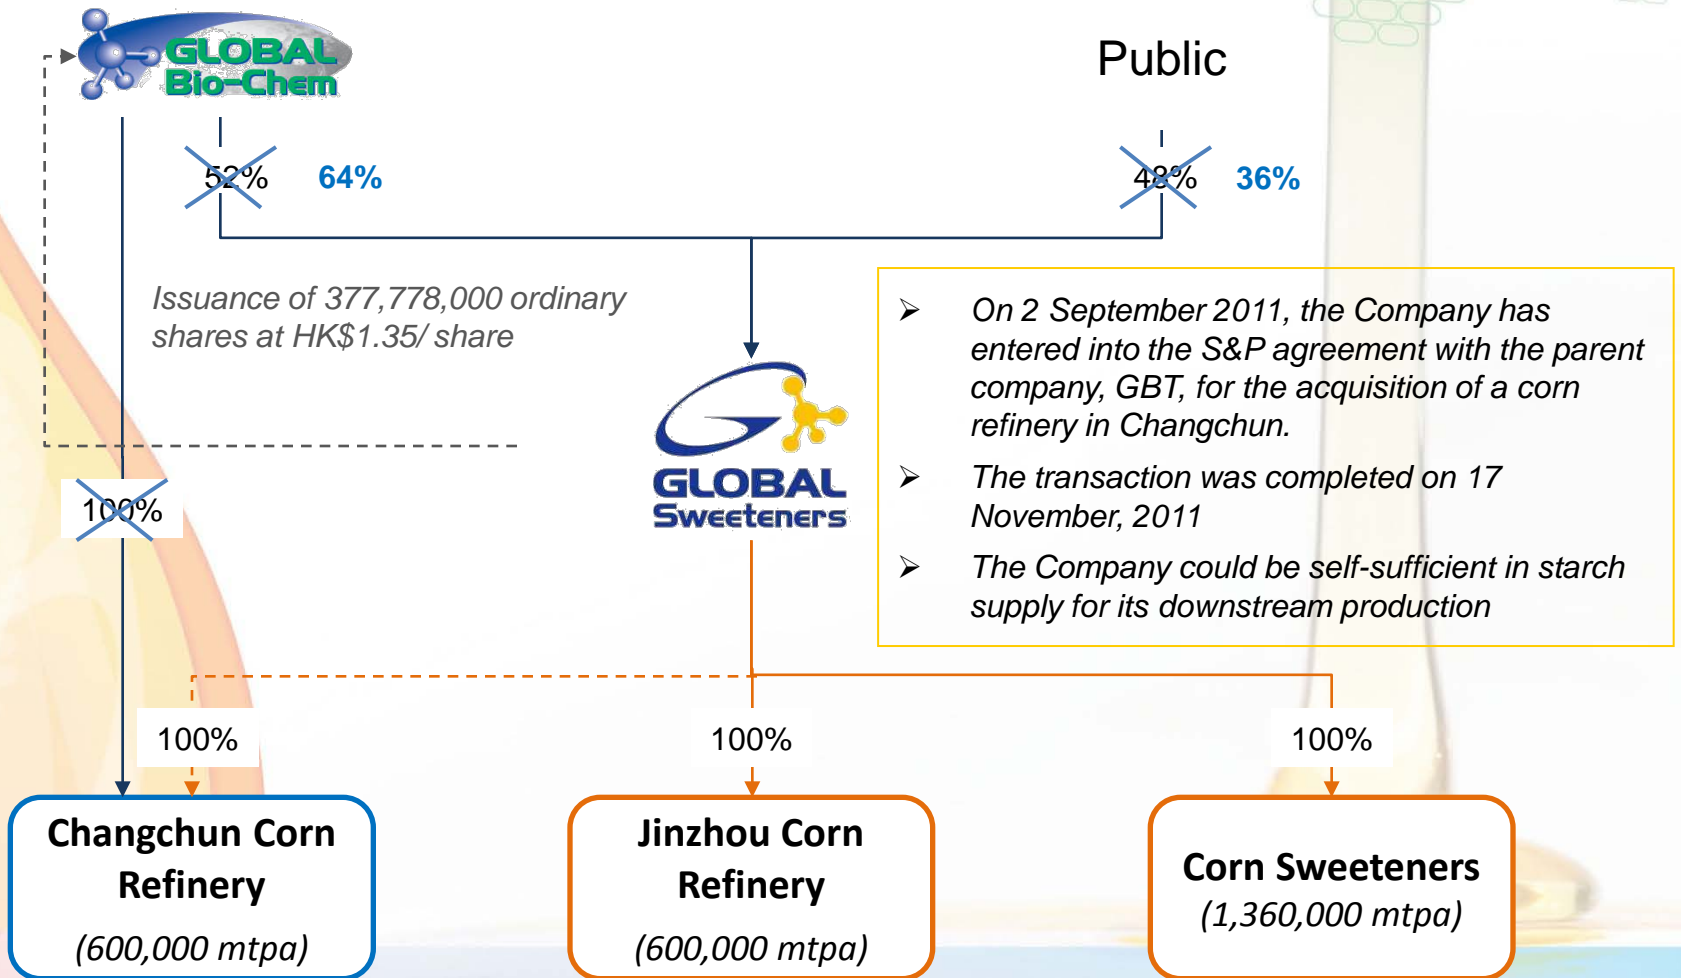 GLOBAL
Bio-Chem
Public
52%
64%
48%
36%
Issuance of 377,778,000 ordinary
shares at HK$1.35/ share
➢ On 2 September 2011, the Company has
entered into the S&P agreement with the parent
company, GBT, for the acquisition of a corn
refinery in Changchun.
➢ The transaction was completed on 17
November, 2011
➢ The Company could be self-sufficient in starch
supply for its downstream production
GLOBAL
Sweeteners
100%
100%
100%
100%
Changchun Corn
Refinery
(600,000 mtpa)
Jinzhou Corn
Refinery
(600,000 mtpa)
Corn Sweeteners
(1,360,000 mtpa)